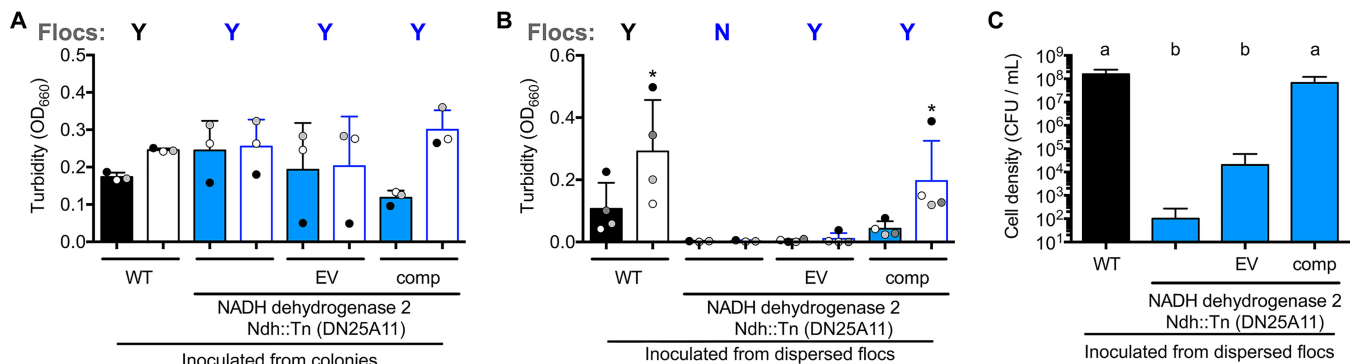 A
Flocs: Y Y Y Y
Turbidity (OD660)
0.5
0.4
0.3
0.2
0.1
0.0
WT EV comp
NADH dehydrogenase 2
Ndh::Tn (DN25A11)
Inoculated from colonies
B
Flocs: Y N Y Y
Turbidity (OD660)
0.6
0.4
0.2
0.0
* *
WT EV comp
NADH dehydrogenase 2
Ndh::Tn (DN25A11)
Inoculated from dispersed flocs
C
Cell density (CFU / mL)
10⁹
10⁸
10⁷
10⁶
10⁵
10⁴
10³
10²
10¹
a b b a
WT EV comp
NADH dehydrogenase 2
Ndh::Tn (DN25A11)
Inoculated from dispersed flocs